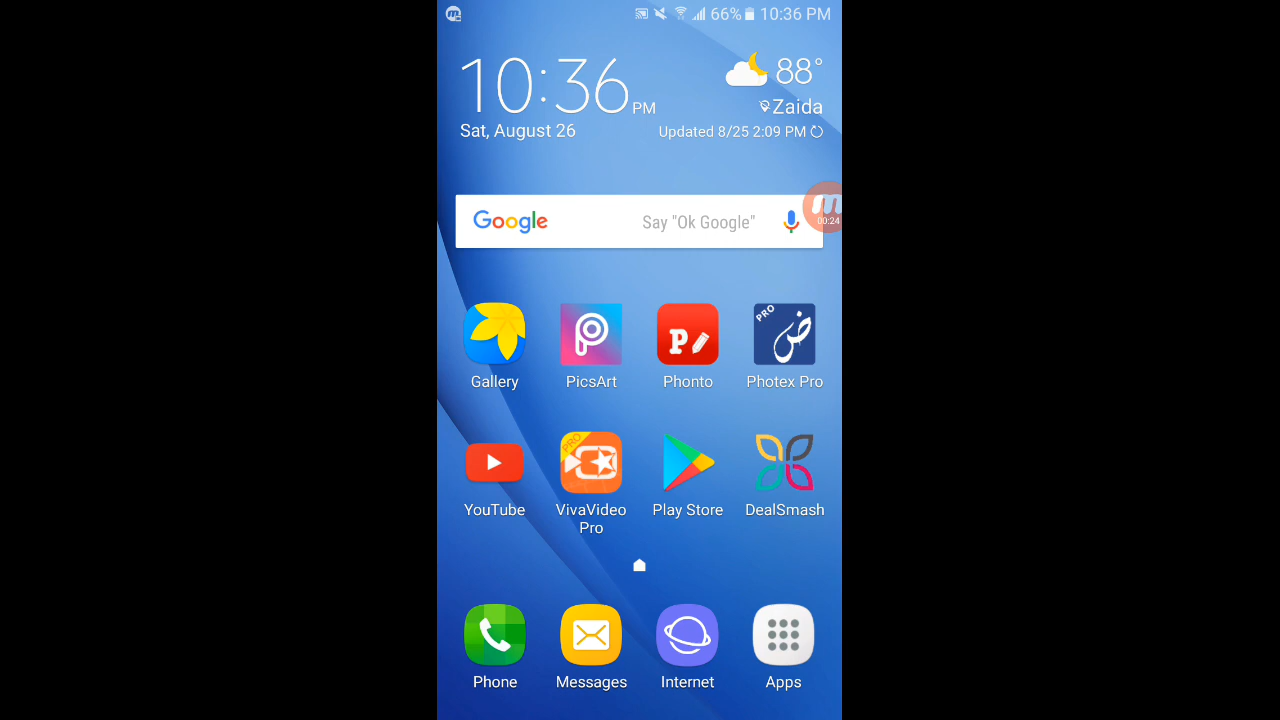 66% 10:36 PM
10:36 PM
88°
Zaida
Sat, August 26
Updated 8/25 2:09 PM
Google
Say "Ok Google"
00:24
PRO
ض
Gallery
PicsArt
Phonto
Photex Pro
PRO
YouTube
VivaVideo
Pro
Play Store
DealSmash
Phone
Messages
Internet
Apps